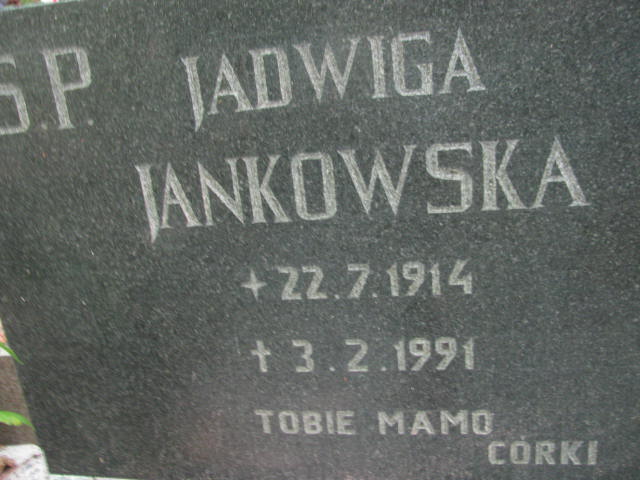 S.P. JADWIGA
JANKOWSKA
+ 22.7.1914
† 3.2.1991
TOBIE MAMO
CÓRKI